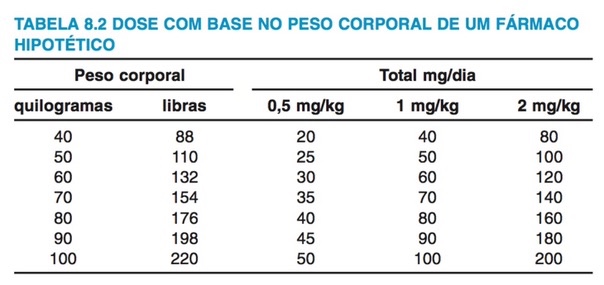 TABELA 8.2 DOSE COM BASE NO PESO CORPORAL DE UM FÁRMACO
HIPOTÉTICO
Peso corporal Total mg/dia
quilogramas libras 0,5 mg/kg 1 mg/kg 2 mg/kg
40 88 20 40 80
50 110 25 50 100
60 132 30 60 120
70 154 35 70 140
80 176 40 80 160
90 198 45 90 180
100 220 50 100 200